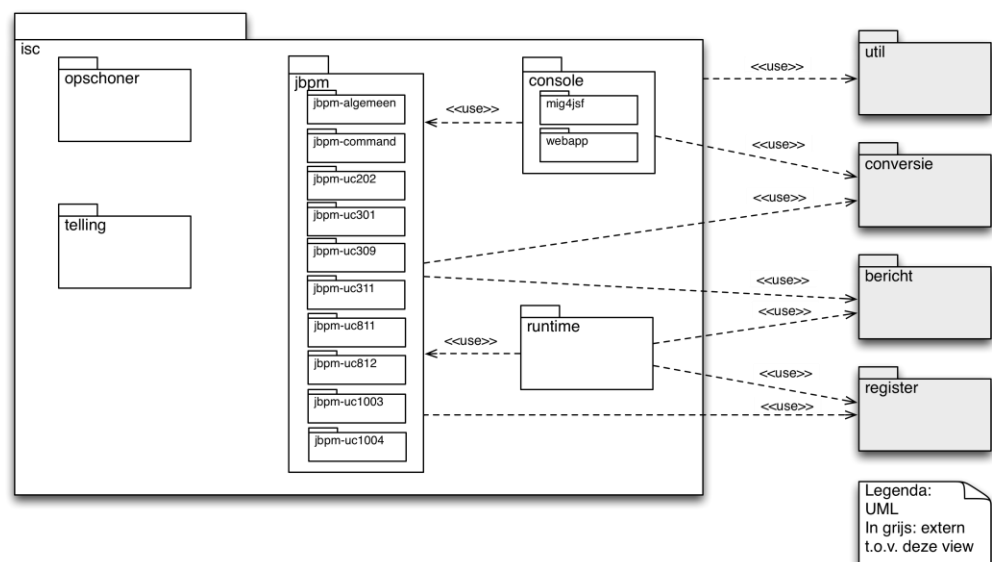 isc
opschoner
telling
jbpm
jbpm-algemeen
jbpm-command
jbpm-uc202
jbpm-uc301
jbpm-uc309
jbpm-uc311
jbpm-uc811
jbpm-uc812
jbpm-uc1003
jbpm-uc1004
<<use>>
<<use>>
console
mig4jsf
webapp
runtime
<<use>>
<<use>>
<<use>>
<<use>>
<<use>>
<<use>>
<<use>>
util
conversie
bericht
register
Legenda:
UML
In grijs: extern
t.o.v. deze view